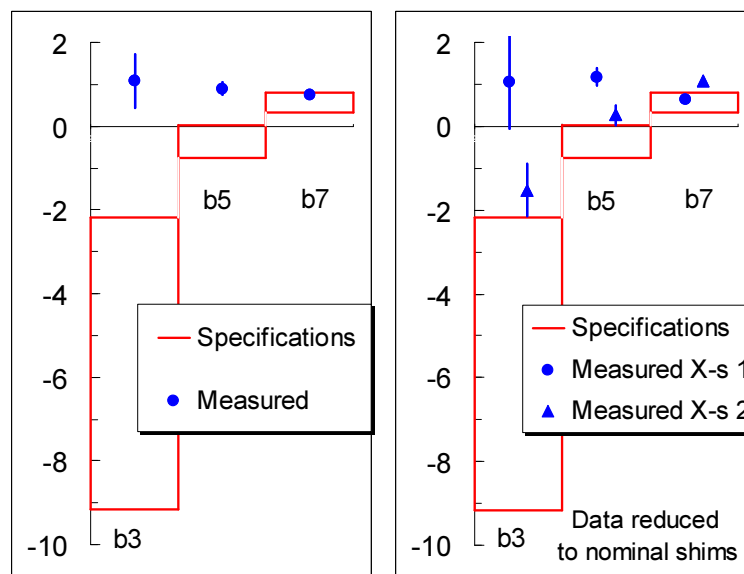 2
0
-2
-4
-6
-8
-10
b3
b5
b7
Specifications
Measured
2
0
-2
-4
-6
-8
-10
b3
b5
b7
Specifications
Measured X-s 1
Measured X-s 2
Data reduced
to nominal shims